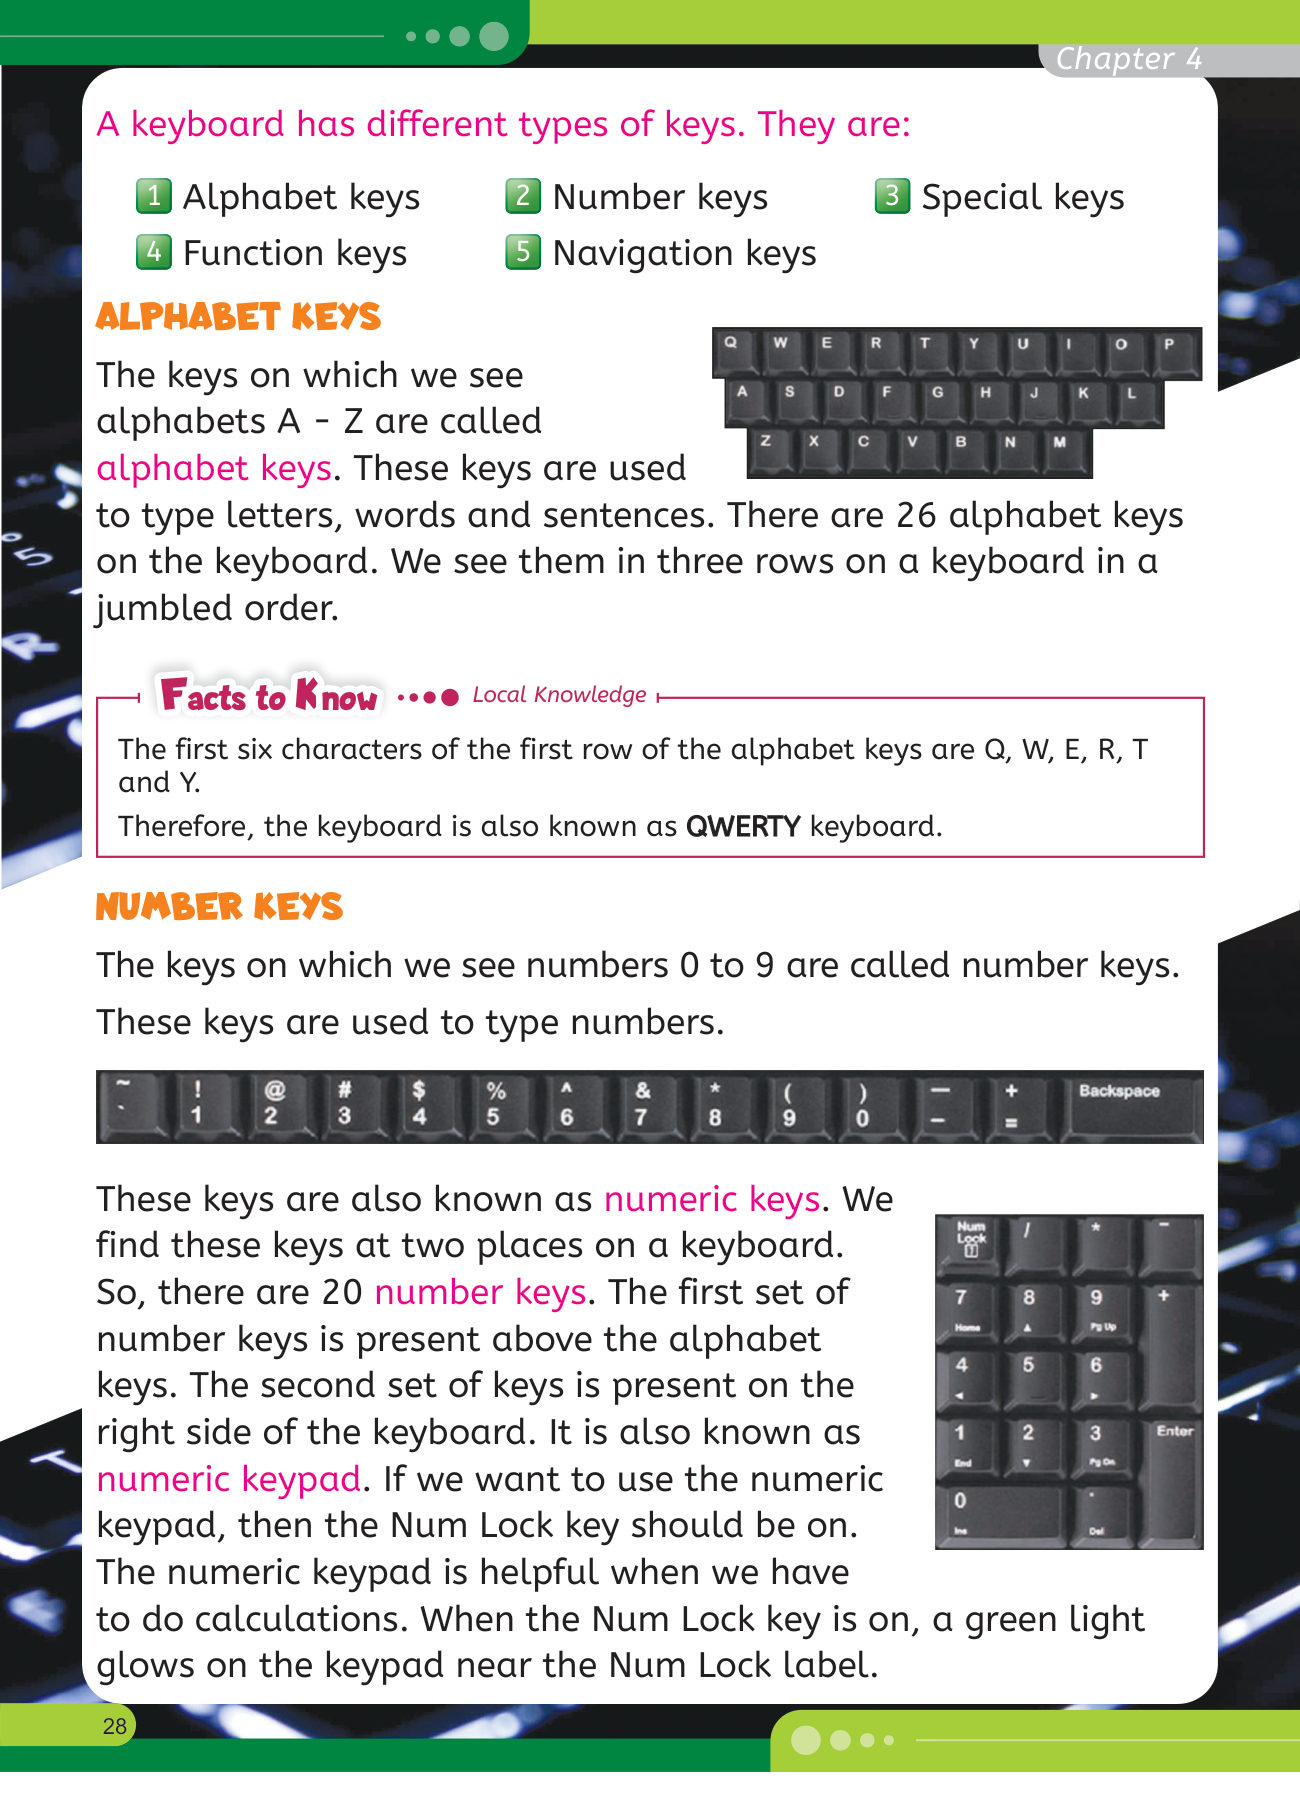 Chapter 4
A keyboard has different types of keys. They are:
1 Alphabet keys 2 Number keys 3 Special keys
4 Function keys 5 Navigation keys
ALPHABET KEYS
The keys on which we see
alphabets A - Z are called
alphabet keys. These keys are used
to type letters, words and sentences. There are 26 alphabet keys
on the keyboard. We see them in three rows on a keyboard in a
jumbled order.
Q W E R T Y U I O P
A S D F G H J K L
Z X C V B N M
Facts to Know Local Knowledge
The first six characters of the first row of the alphabet keys are Q, W, E, R, T
and Y.
Therefore, the keyboard is also known as QWERTY keyboard.
NUMBER KEYS
The keys on which we see numbers 0 to 9 are called number keys.
These keys are used to type numbers.
~ ! @ # $ % ^ & * ( ) — + Backspace
` 1 2 3 4 5 6 7 8 9 0 – =
These keys are also known as numeric keys. We
find these keys at two places on a keyboard.
So, there are 20 number keys. The first set of
number keys is present above the alphabet
keys. The second set of keys is present on the
right side of the keyboard. It is also known as
numeric keypad. If we want to use the numeric
keypad, then the Num Lock key should be on.
The numeric keypad is helpful when we have
to do calculations. When the Num Lock key is on, a green light
glows on the keypad near the Num Lock label.
Num / * -
Lock
1
7 8 9 +
Home ▲ Pg Up
4 5 6
◄ ►
1 2 3 Enter
End ▼ Pg Dn
0 .
Ins Del
5
R
T
28